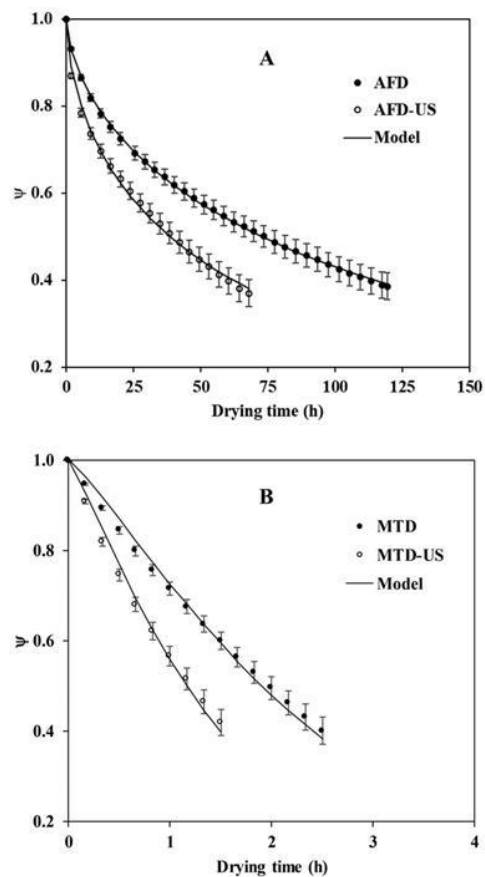 1.0
A
AFD
0.8
AFD-US
Model
ψ
0.6
0.4
0.2
0 25 50 75 100 125 150
Drying time (h)
1.0
B
MTD
MTD-US
0.8
Model
ψ
0.6
0.4
0.2
0 1 2 3 4
Drying time (h)